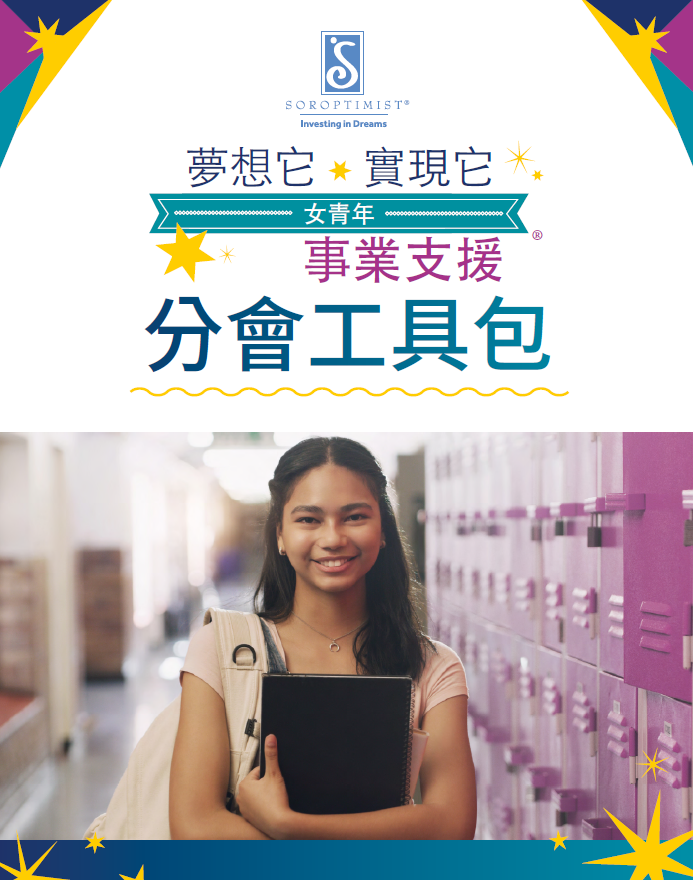 SOROPTIMIST®
Investing in Dreams
夢想它 實現它
女青年
事業支援®
分會工具包